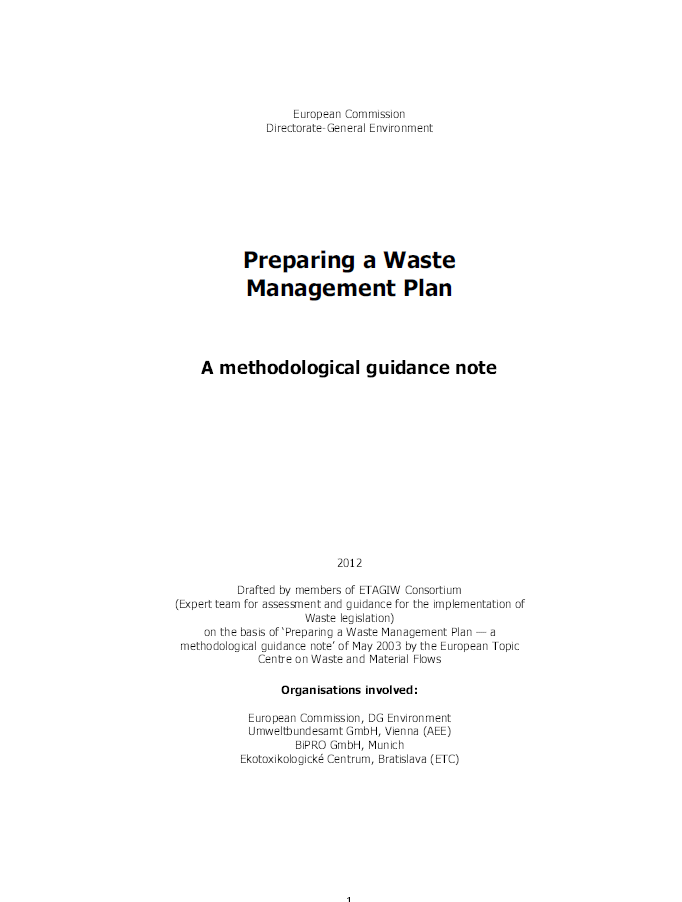 European Commission
Directorate-General Environment
Preparing a Waste
Management Plan
A methodological guidance note
2012
Drafted by members of ETAGIW Consortium
(Expert team for assessment and guidance for the implementation of
Waste legislation)
on the basis of ‘Preparing a Waste Management Plan — a
methodological guidance note’ of May 2003 by the European Topic
Centre on Waste and Material Flows
Organisations involved:
European Commission, DG Environment
Umweltbundesamt GmbH, Vienna (AEE)
BiPRO GmbH, Munich
Ekotoxikologické Centrum, Bratislava (ETC)
1